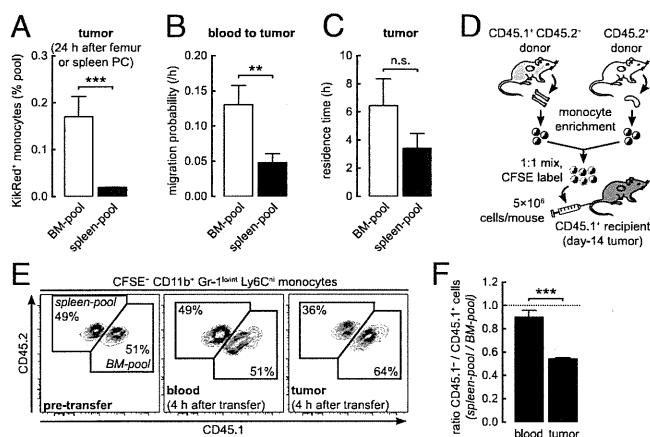 A
tumor
(24 h after femur
or spleen PC)
***
KikRed⁺ monocytes (% pool)
0.3
0.2
0.1
0
BM-pool
spleen-pool
B
blood to tumor
**
migration probability (/h)
0.20
0.15
0.10
0.05
0.00
BM-pool
spleen-pool
C
tumor
n.s.
residence time (h)
10
8
6
4
2
0
BM-pool
spleen-pool
D
CD45.1⁺ CD45.2⁻
donor
CD45.2⁺
donor
monocyte
enrichment
1:1 mix,
CFSE label
5×10⁶
cells/mouse
CD45.1⁺ recipient
(day-14 tumor)
E
CFSE⁻ CD11b⁺ Gr-1ˡᵒ/ⁱⁿᵗ Ly6Cʰⁱ monocytes
CD45.2
spleen-pool
49%
51%
BM-pool
pre-transfer
49%
51%
blood
(4 h after transfer)
36%
64%
tumor
(4 h after transfer)
CD45.1
F
***
ratio CD45.1⁻ / CD45.1⁺ cells
(spleen-pool / BM-pool)
1.2
1.0
0.8
0.6
0.4
0.2
0.0
blood tumor